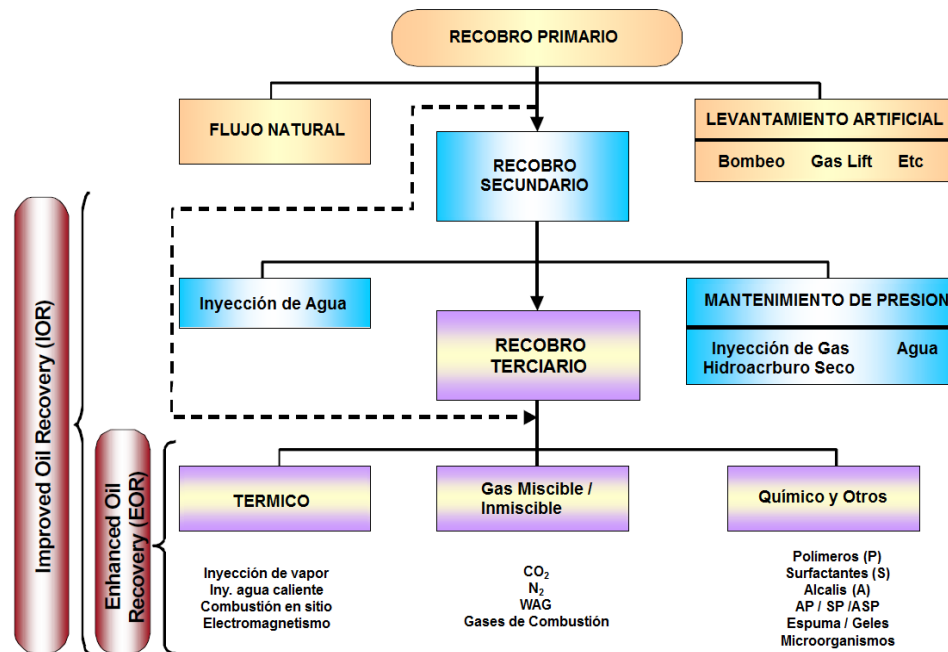 RECOBRO PRIMARIO
FLUJO NATURAL
LEVANTAMIENTO ARTIFICIAL
Bombeo Gas Lift Etc
RECOBRO
SECUNDARIO
Inyección de Agua
MANTENIMIENTO DE PRESION
Inyección de Gas Agua
Hidroacrburo Seco
RECOBRO
TERCIARIO
Improved Oil Recovery (IOR)
Enhanced Oil
Recovery (EOR)
TERMICO
Gas Miscible /
Inmiscible
Químico y Otros
Inyección de vapor
Iny. agua caliente
Combustión en sitio
Electromagnetismo
CO₂
N₂
WAG
Gases de Combustión
Polímeros (P)
Surfactantes (S)
Alcalis (A)
AP / SP /ASP
Espuma / Geles
Microorganismos